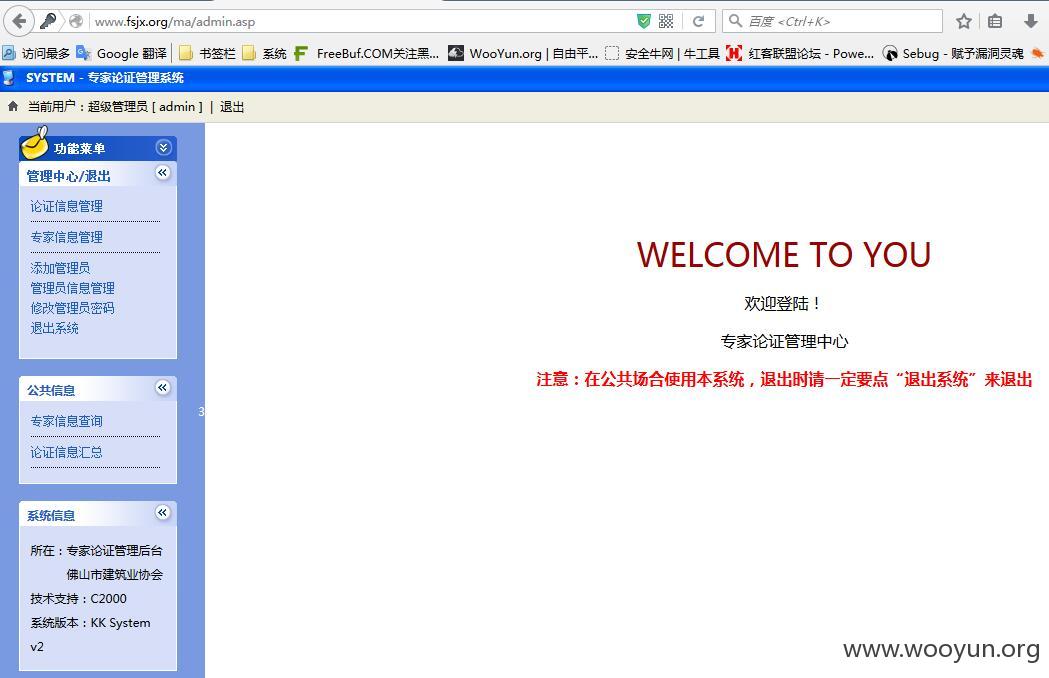 www.fsjx.org/ma/admin.asp
百度 <Ctrl+K>
访问最多 Google 翻译 书签栏 系统 FreeBuf.COM关注黑... WooYun.org | 自由平... 安全牛网 | 牛工具 红客联盟论坛 - Powe... Sebug - 赋予漏洞灵魂
SYSTEM - 专家论证管理系统
当前用户：超级管理员 [ admin ] | 退出
功能菜单
管理中心/退出
论证信息管理
专家信息管理
添加管理员
管理员信息管理
修改管理员密码
退出系统
公共信息
专家信息查询
论证信息汇总
系统信息
所在：专家论证管理后台
佛山市建筑业协会
技术支持：C2000
系统版本：KK System
v2
3
WELCOME TO YOU
欢迎登陆！
专家论证管理中心
注意：在公共场合使用本系统，退出时请一定要点“退出系统”来退出
www.wooyun.org